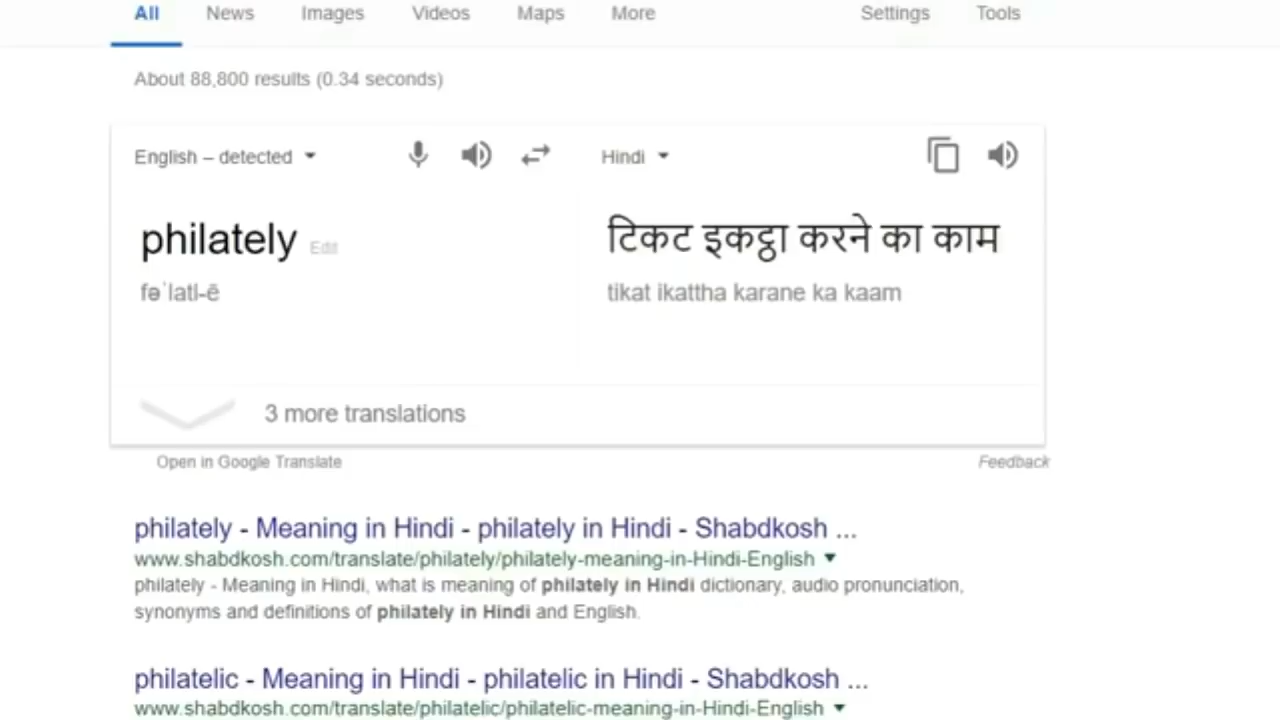 All News Images Videos Maps More Settings Tools
About 88,800 results (0.34 seconds)
English – detected Hindi
philately Edit
टिकट इकट्ठा करने का काम
fəˈlatl-ē
tikat ikattha karane ka kaam
3 more translations
Open in Google Translate Feedback
philately - Meaning in Hindi - philately in Hindi - Shabdkosh ...
www.shabdkosh.com/translate/philately/philately-meaning-in-Hindi-English
philately - Meaning in Hindi, what is meaning of philately in Hindi dictionary, audio pronunciation,
synonyms and definitions of philately in Hindi and English.
philatelic - Meaning in Hindi - philatelic in Hindi - Shabdkosh ...
www.shabdkosh.com/translate/philatelic/philatelic-meaning-in-Hindi-English